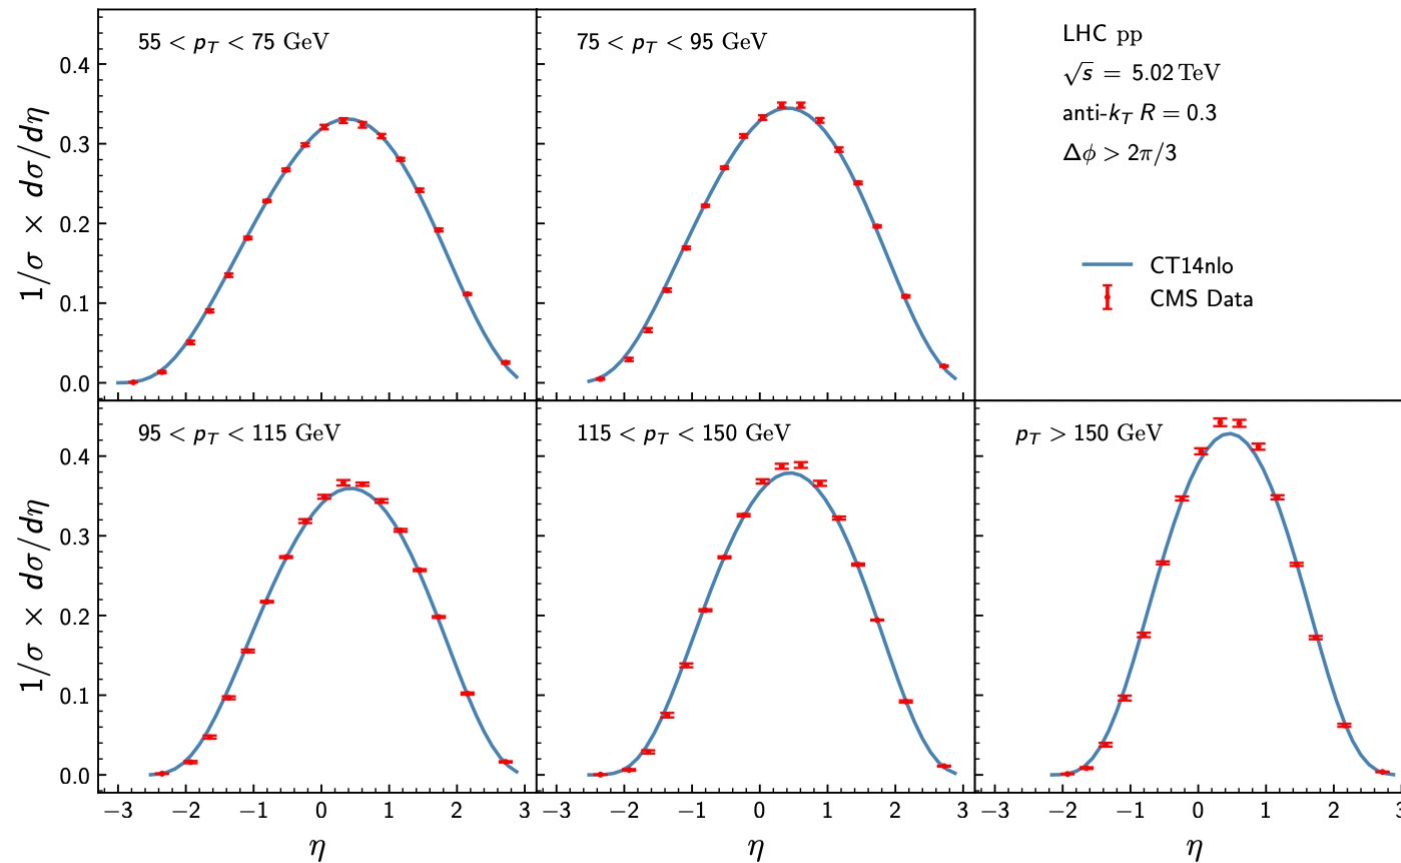 55 < p_T < 75 GeV
75 < p_T < 95 GeV
LHC pp
√s = 5.02 TeV
anti-k_T R = 0.3
Δϕ > 2π/3
CT14nlo
CMS Data
1/σ × dσ/dη
0.4
0.3
0.2
0.1
0.0
95 < p_T < 115 GeV
115 < p_T < 150 GeV
p_T > 150 GeV
1/σ × dσ/dη
0.4
0.3
0.2
0.1
0.0
−3 −2 −1 0 1 2 3
−3 −2 −1 0 1 2 3
−3 −2 −1 0 1 2 3
η
η
η